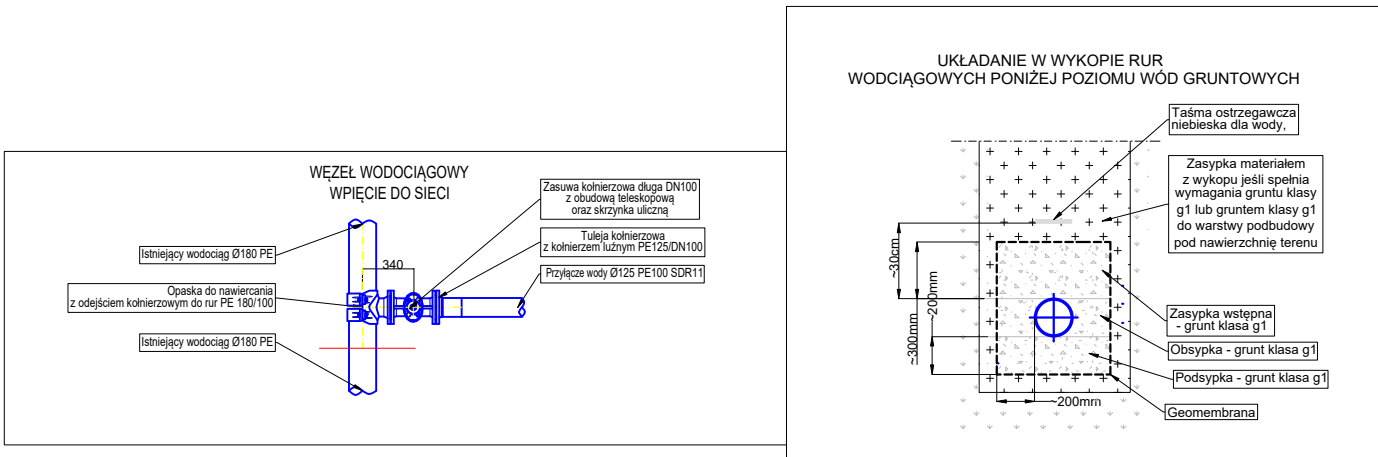 WĘZEŁ WODOCIĄGOWY
WPIĘCIE DO SIECI
Zasuwa kołnierzowa długa DN100
z obudową teleskopową
oraz skrzynka uliczną
Tuleja kołnierzowa
z kołnierzem luźnym PE125/DN100
Przyłącze wody Ø125 PE100 SDR11
Istniejący wodociąg Ø180 PE
340
Opaska do nawiercania
z odejściem kołnierzowym do rur PE 180/100
Istniejący wodociąg Ø180 PE
UKŁADANIE W WYKOPIE RUR
WODCIĄGOWYCH PONIŻEJ POZIOMU WÓD GRUNTOWYCH
Taśma ostrzegawcza
niebieska dla wody,
Zasypka materiałem
z wykopu jeśli spełnia
wymagania gruntu klasy
g1 lub gruntem klasy g1
do warstwy podbudowy
pod nawierzchnię terenu
~30cm
~200mm
~300mm
Zasypka wstępna
- grunt klasa g1
Obsypka - grunt klasa g1
Podsypka - grunt klasa g1
~200mm
Geomembrana